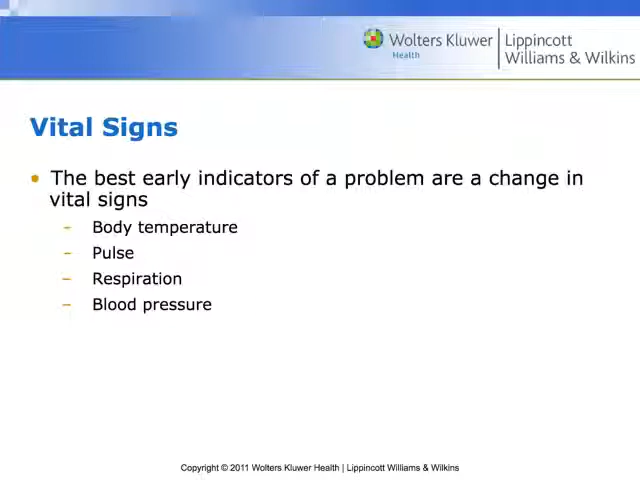 Wolters Kluwer
Health
Lippincott
Williams & Wilkins
Vital Signs
• The best early indicators of a problem are a change in
vital signs
– Body temperature
– Pulse
– Respiration
– Blood pressure
Copyright © 2011 Wolters Kluwer Health | Lippincott Williams & Wilkins